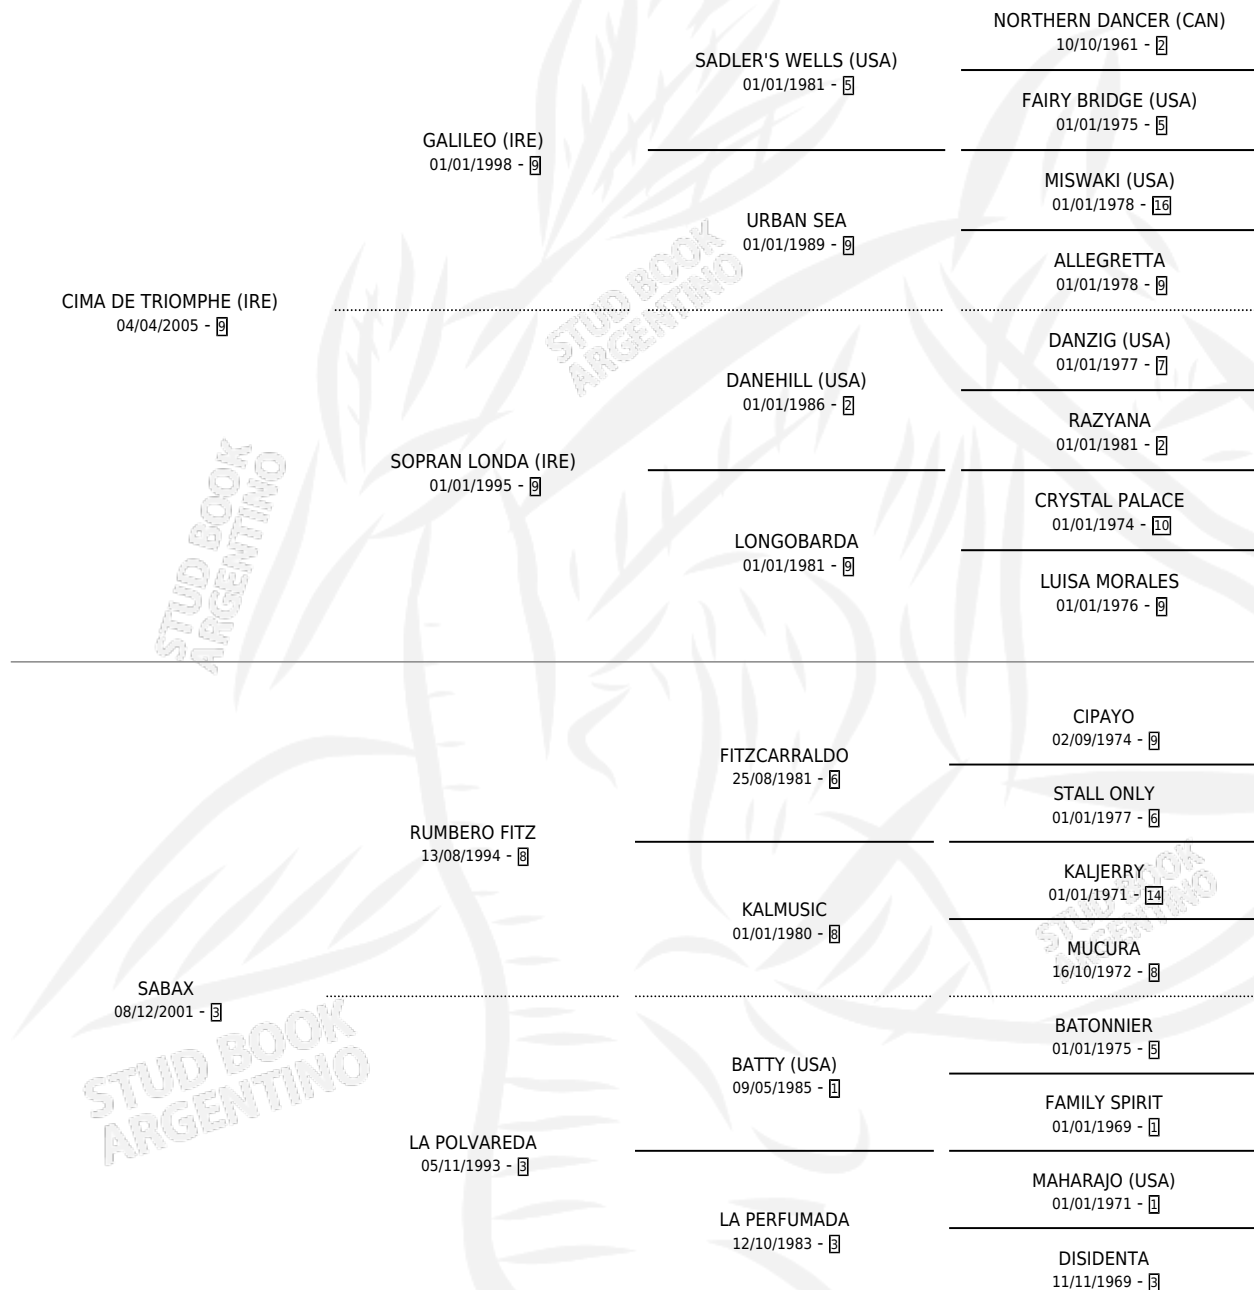 NORTHERN DANCER (CAN)
10/10/1961 - 2
SADLER'S WELLS (USA)
01/01/1981 - 5
FAIRY BRIDGE (USA)
01/01/1975 - 5
GALILEO (IRE)
01/01/1998 - 9
MISWAKI (USA)
01/01/1978 - 16
URBAN SEA
01/01/1989 - 9
ALLEGRETTA
01/01/1978 - 9
CIMA DE TRIOMPHE (IRE)
04/04/2005 - 9
STUD BOOK
ARGENTINO
DANZIG (USA)
01/01/1977 - 7
DANEHILL (USA)
01/01/1986 - 2
RAZYANA
01/01/1981 - 2
SOPRAN LONDA (IRE)
01/01/1995 - 9
CRYSTAL PALACE
01/01/1974 - 10
LONGOBARDA
01/01/1981 - 9
LUISA MORALES
01/01/1976 - 9
STUD BOOK
ARGENTINO
CIPAYO
02/09/1974 - 9
FITZCARRALDO
25/08/1981 - 6
STALL ONLY
01/01/1977 - 6
RUMBERO FITZ
13/08/1994 - 8
KALJERRY
01/01/1971 - 14
KALMUSIC
01/01/1980 - 8
STUD BOOK
ARGENTINO
MUCURA
16/10/1972 - 8
SABAX
08/12/2001 - 3
STUD BOOK
ARGENTINO
BATONNIER
01/01/1975 - 5
BATTY (USA)
09/05/1985 - 1
FAMILY SPIRIT
01/01/1969 - 1
LA POLVAREDA
05/11/1993 - 3
MAHARAJO (USA)
01/01/1971 - 1
LA PERFUMADA
12/10/1983 - 3
DISIDENTA
11/11/1969 - 3